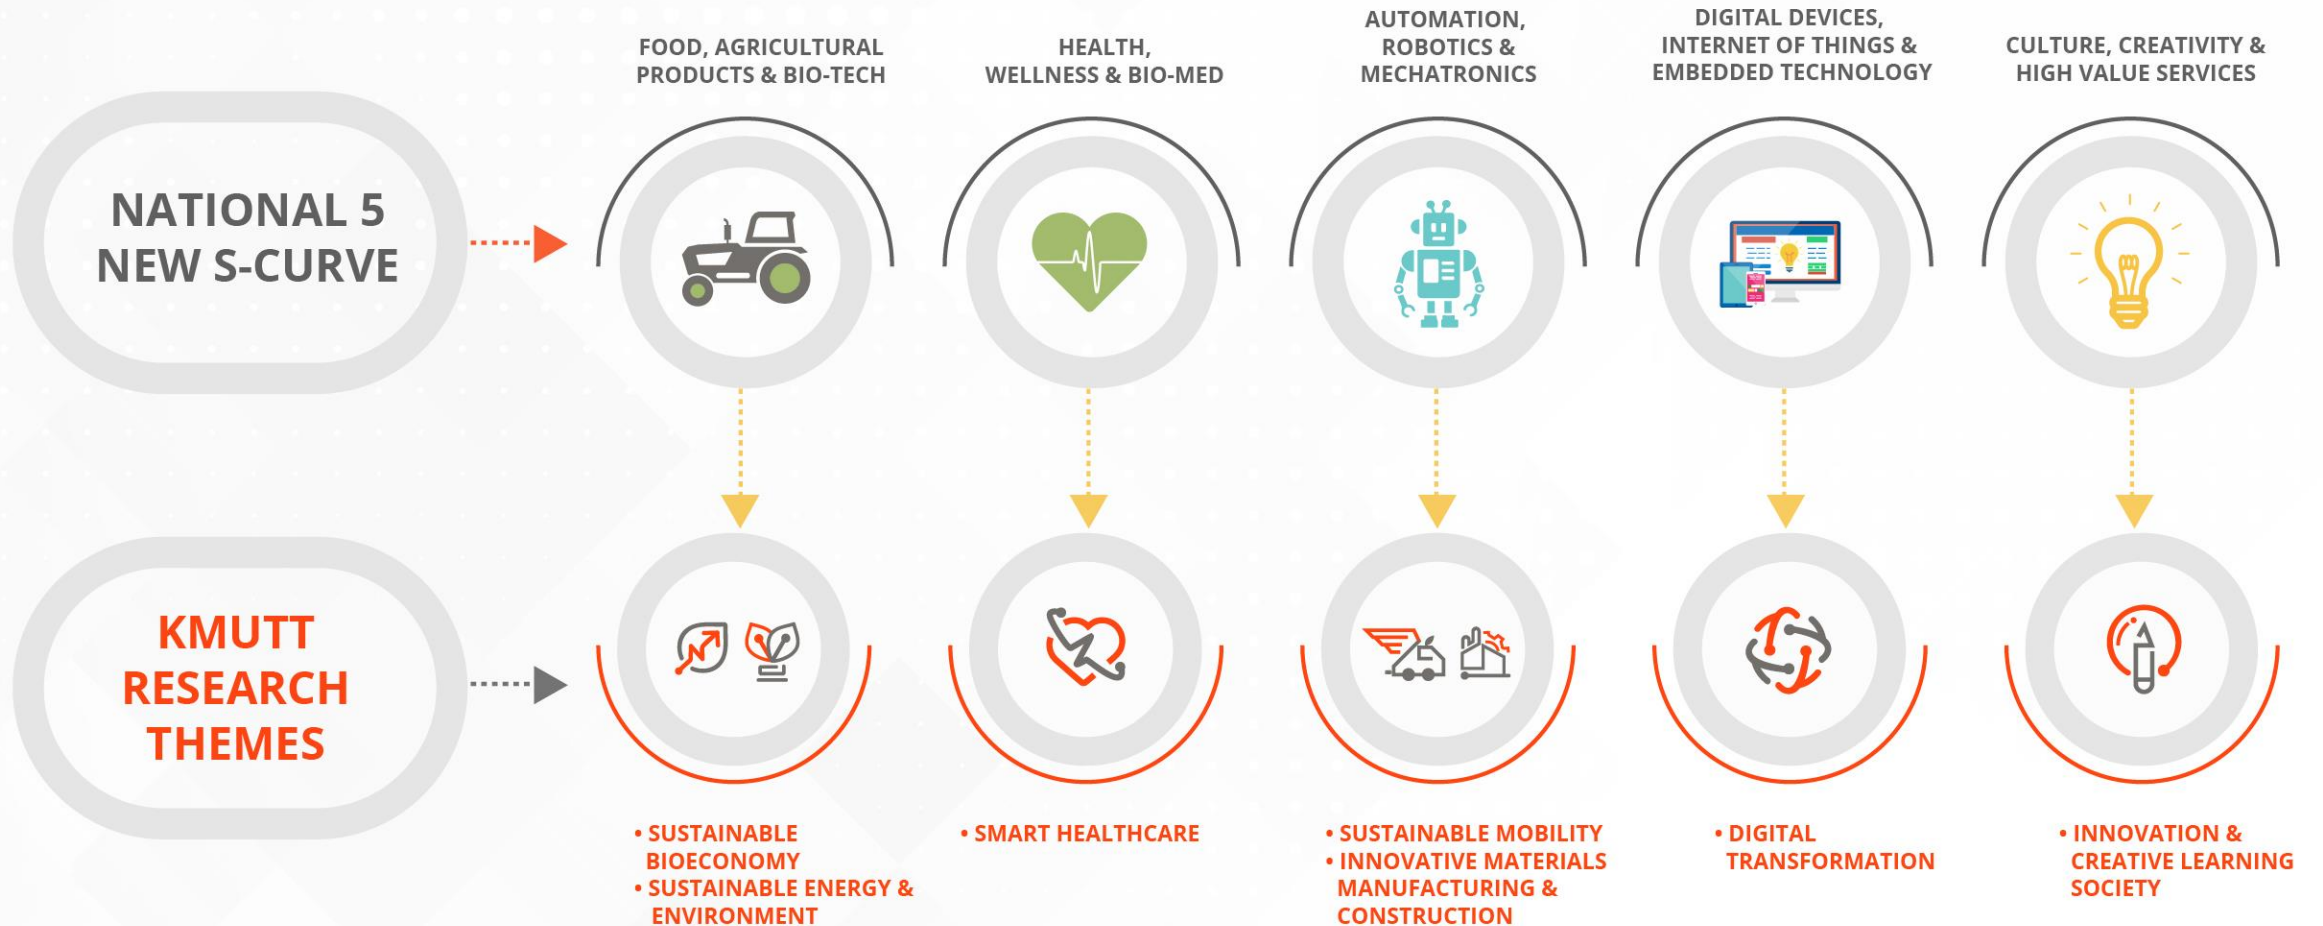 NATIONAL 5
NEW S-CURVE
FOOD, AGRICULTURAL
PRODUCTS & BIO-TECH
HEALTH,
WELLNESS & BIO-MED
AUTOMATION,
ROBOTICS &
MECHATRONICS
DIGITAL DEVICES,
INTERNET OF THINGS &
EMBEDDED TECHNOLOGY
CULTURE, CREATIVITY &
HIGH VALUE SERVICES
KMUTT
RESEARCH
THEMES
• SUSTAINABLE
BIOECONOMY
• SUSTAINABLE ENERGY &
ENVIRONMENT
• SMART HEALTHCARE
• SUSTAINABLE MOBILITY
• INNOVATIVE MATERIALS
MANUFACTURING &
CONSTRUCTION
• DIGITAL
TRANSFORMATION
• INNOVATION &
CREATIVE LEARNING
SOCIETY